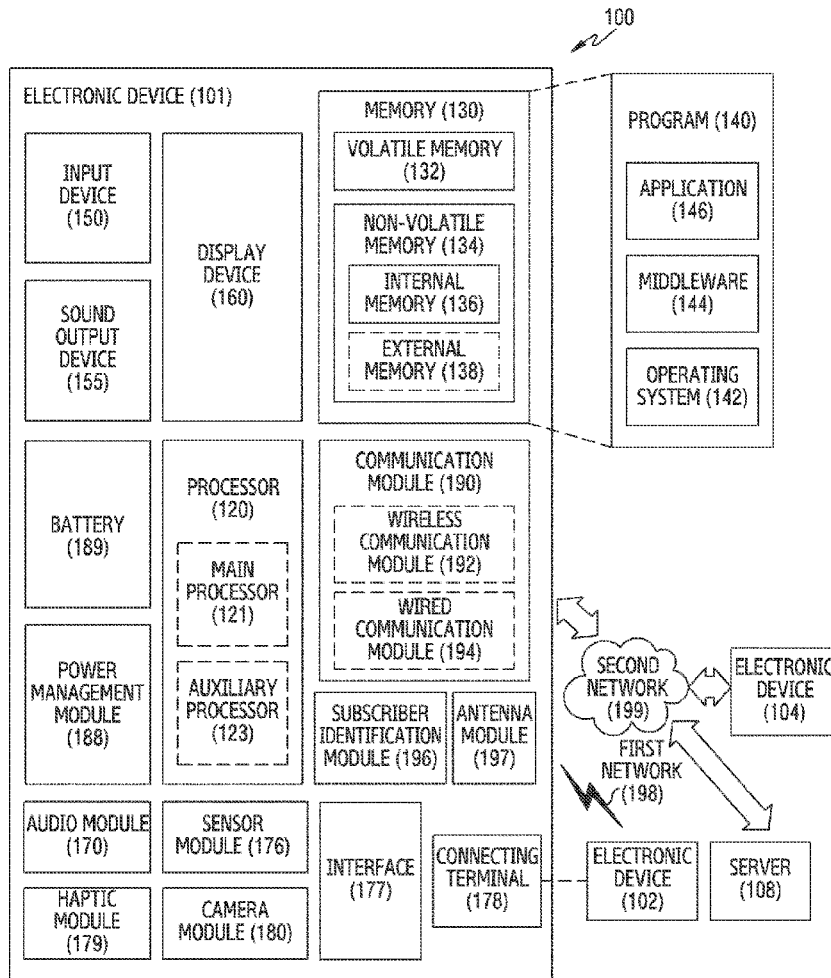 100
ELECTRONIC DEVICE (101)
INPUT
DEVICE
(150)
SOUND
OUTPUT
DEVICE
(155)
DISPLAY
DEVICE
(160)
MEMORY (130)
VOLATILE MEMORY
(132)
NON-VOLATILE
MEMORY (134)
INTERNAL
MEMORY (136)
EXTERNAL
MEMORY (138)
PROGRAM (140)
APPLICATION
(146)
MIDDLEWARE
(144)
OPERATING
SYSTEM (142)
BATTERY
(189)
POWER
MANAGEMENT
MODULE
(188)
PROCESSOR
(120)
MAIN
PROCESSOR
(121)
AUXILIARY
PROCESSOR
(123)
COMMUNICATION
MODULE (190)
WIRELESS
COMMUNICATION
MODULE (192)
WIRED
COMMUNICATION
MODULE (194)
SUBSCRIBER
IDENTIFICATION
MODULE (196)
ANTENNA
MODULE
(197)
SECOND
NETWORK
(199)
ELECTRONIC
DEVICE
(104)
FIRST
NETWORK
(198)
AUDIO MODULE
(170)
SENSOR
MODULE (176)
INTERFACE
(177)
CONNECTING
TERMINAL
(178)
ELECTRONIC
DEVICE
(102)
SERVER
(108)
HAPTIC
MODULE
(179)
CAMERA
MODULE (180)